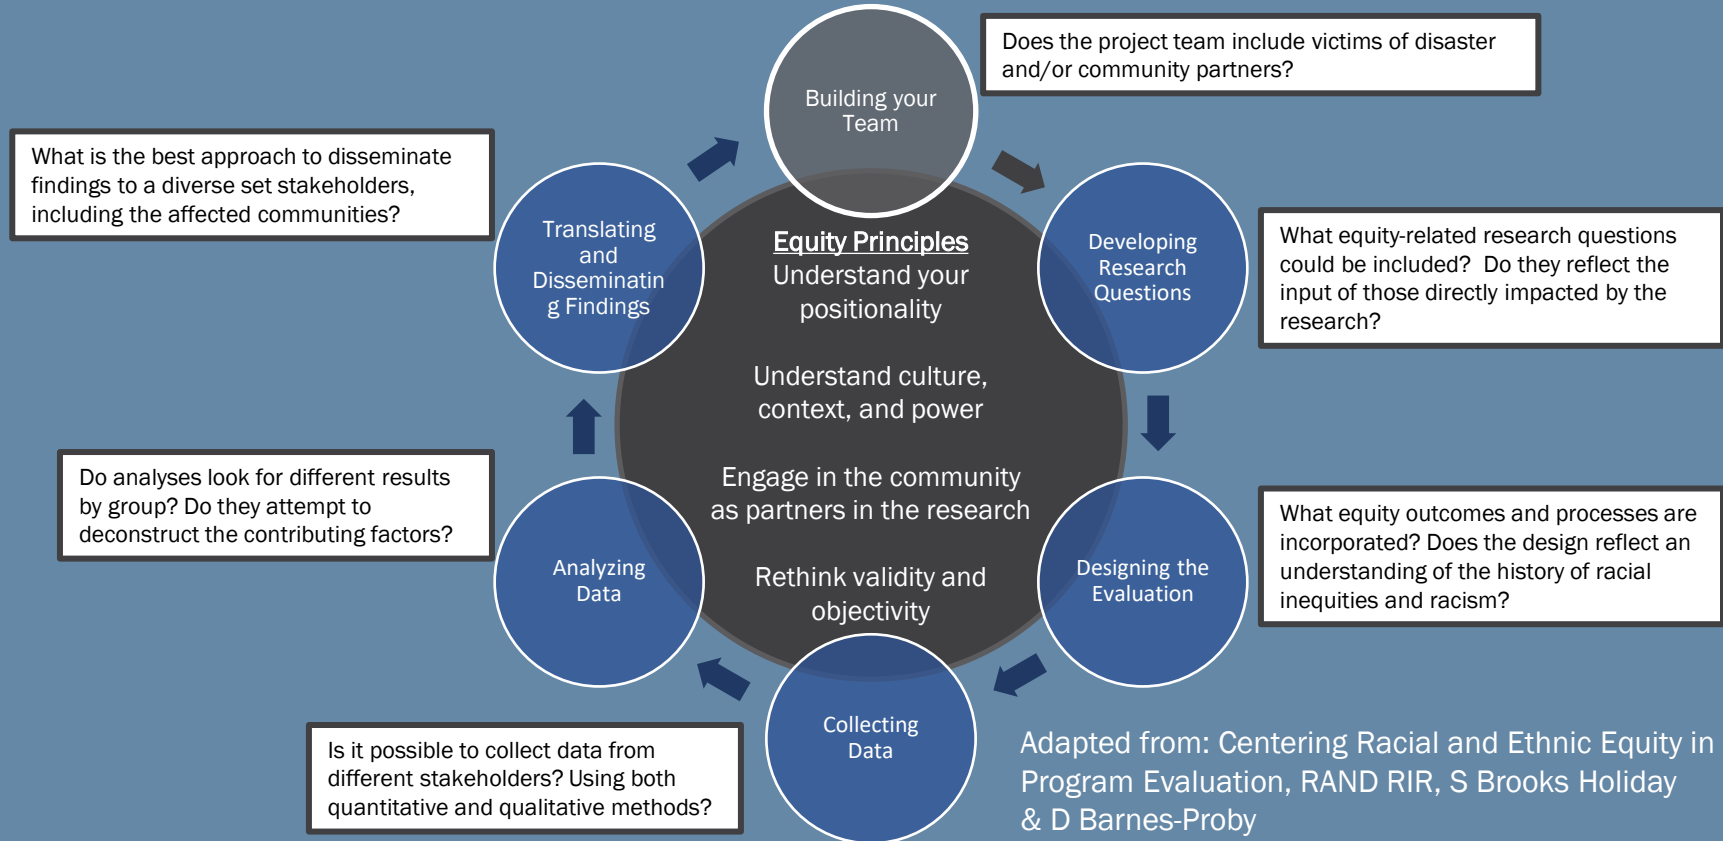 Building your
Team
Does the project team include victims of disaster
and/or community partners?
Developing
Research
Questions
What equity-related research questions
could be included?  Do they reflect the
input of those directly impacted by the
research?
Designing the
Evaluation
What equity outcomes and processes are
incorporated? Does the design reflect an
understanding of the history of racial
inequities and racism?
Collecting
Data
Is it possible to collect data from
different stakeholders? Using both
quantitative and qualitative methods?
Analyzing
Data
Do analyses look for different results
by group? Do they attempt to
deconstruct the contributing factors?
Translating
and
Disseminatin
g Findings
What is the best approach to disseminate
findings to a diverse set stakeholders,
including the affected communities?
Equity Principles
Understand your
positionality
Understand culture,
context, and power
Engage in the community
as partners in the research
Rethink validity and
objectivity
Adapted from: Centering Racial and Ethnic Equity in
Program Evaluation, RAND RIR, S Brooks Holiday
& D Barnes-Proby